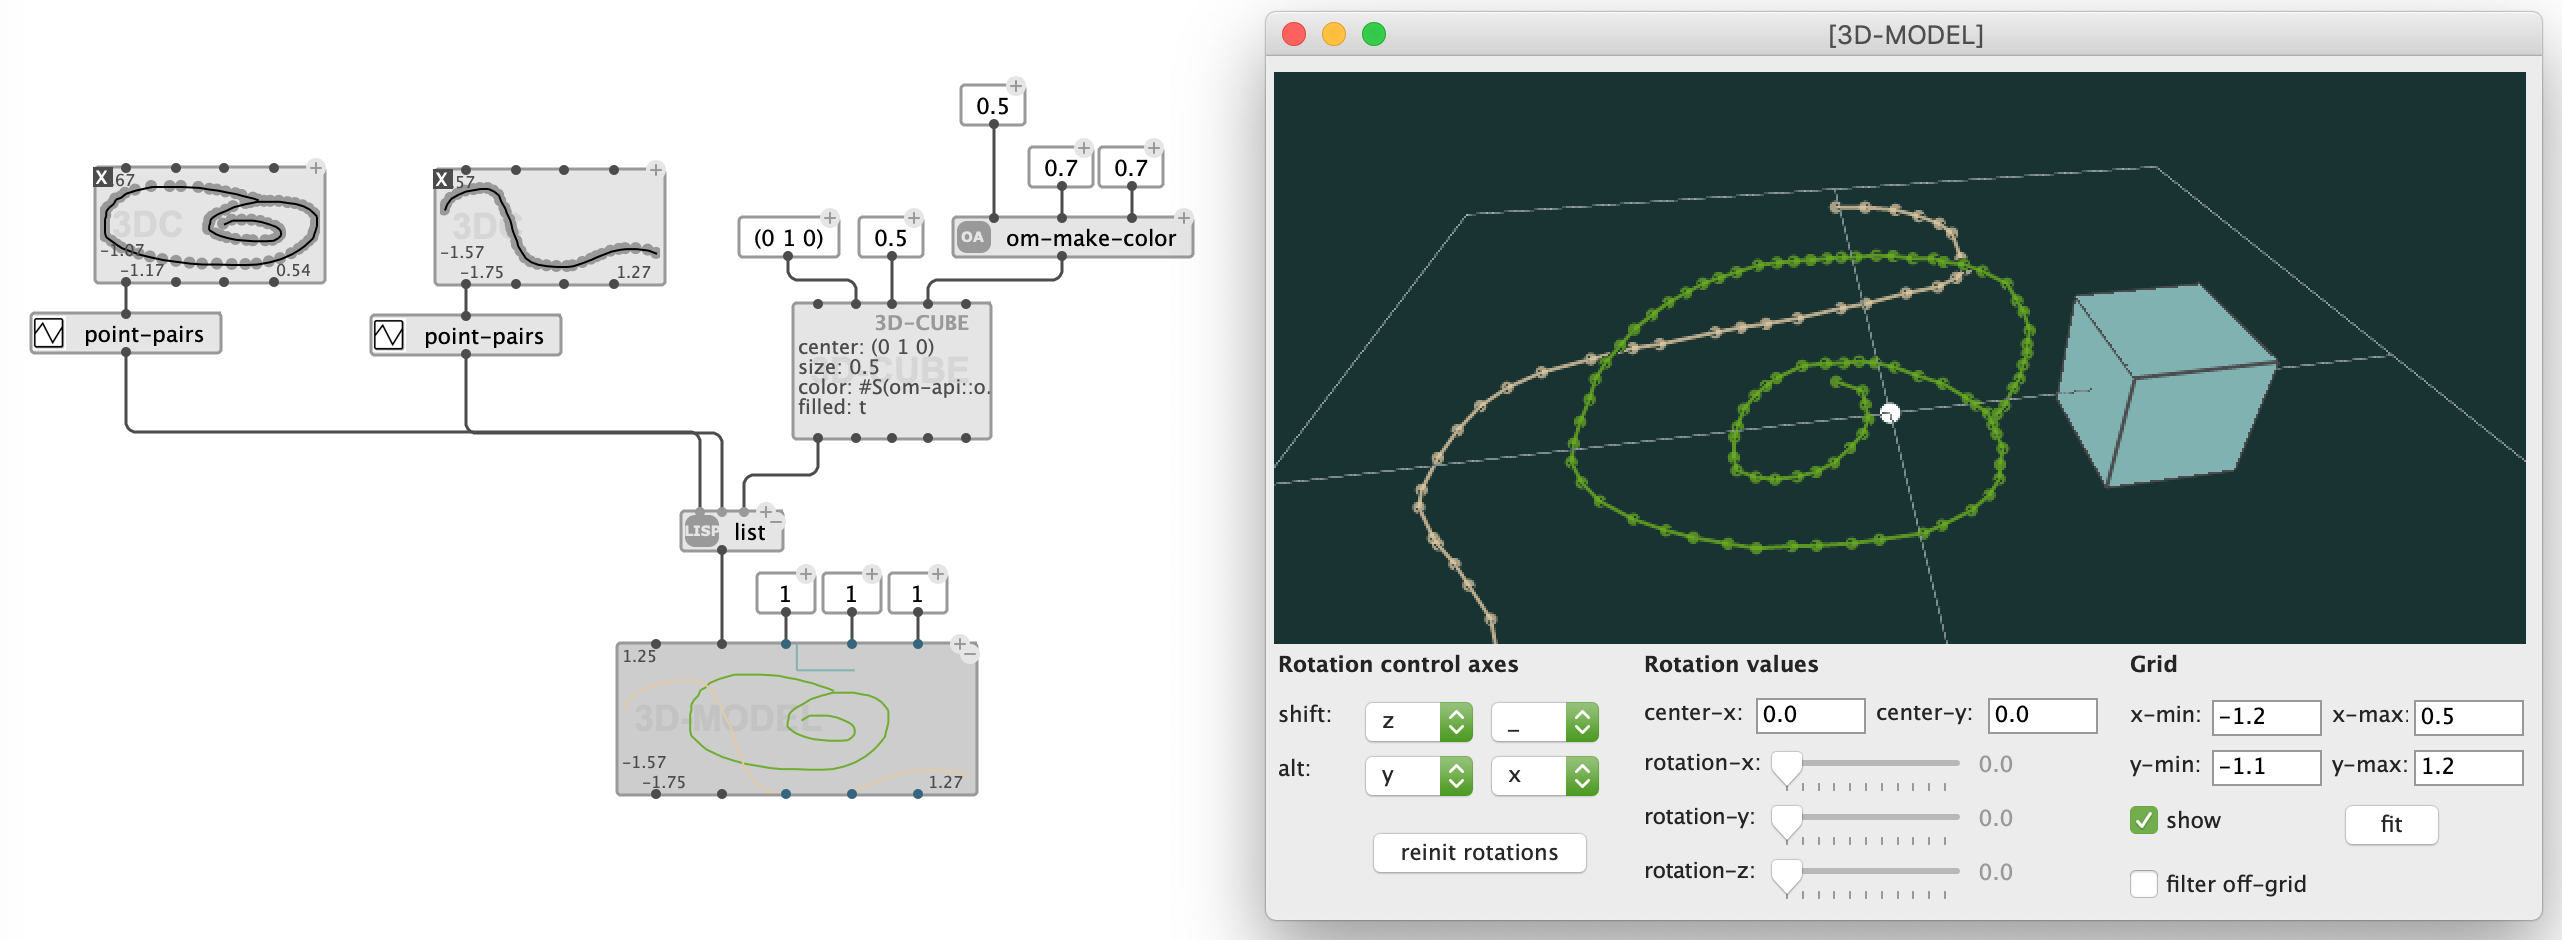 [3D-MODEL]
0.5
0.7
0.7
X
67
3DC
-1.07
-1.17
0.54
X
57
3DC
-1.57
-1.75
1.27
(0 1 0)
0.5
OA
om-make-color
point-pairs
point-pairs
3D-CUBE
3D-CUBE
center: (0 1 0)
size: 0.5
color: #S(om-api::o.
filled: t
LISP
list
1
1
1
1.25
3D-MODEL
-1.57
-1.75
1.27
Rotation control axes
shift:
z
_
alt:
y
x
reinit rotations
Rotation values
center-x:
0.0
center-y:
0.0
rotation-x:
0.0
rotation-y:
0.0
rotation-z:
0.0
Grid
x-min:
-1.2
x-max:
0.5
y-min:
-1.1
y-max:
1.2
show
fit
filter off-grid